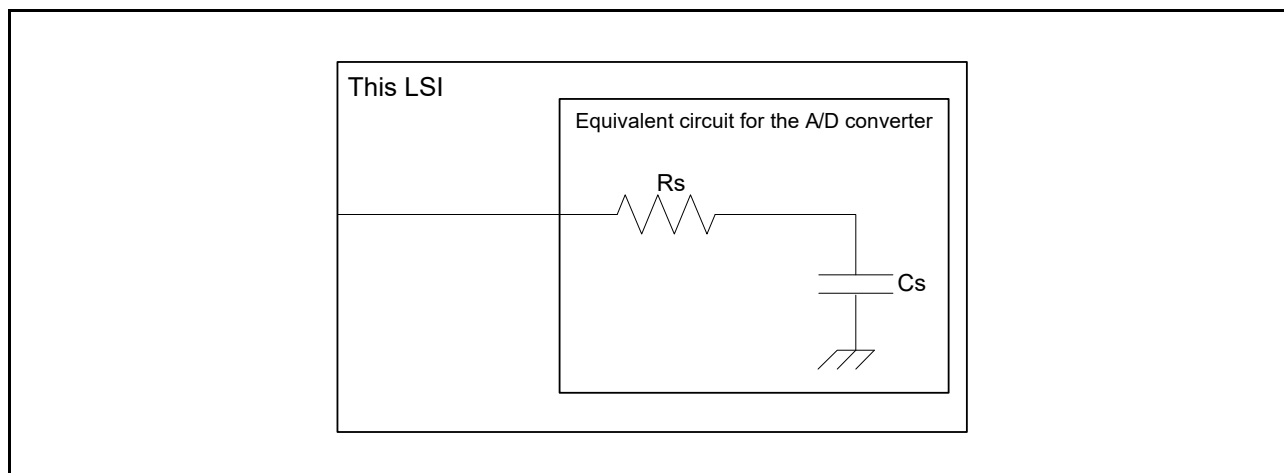 This LSI
Equivalent circuit for the A/D converter
Rs
Cs